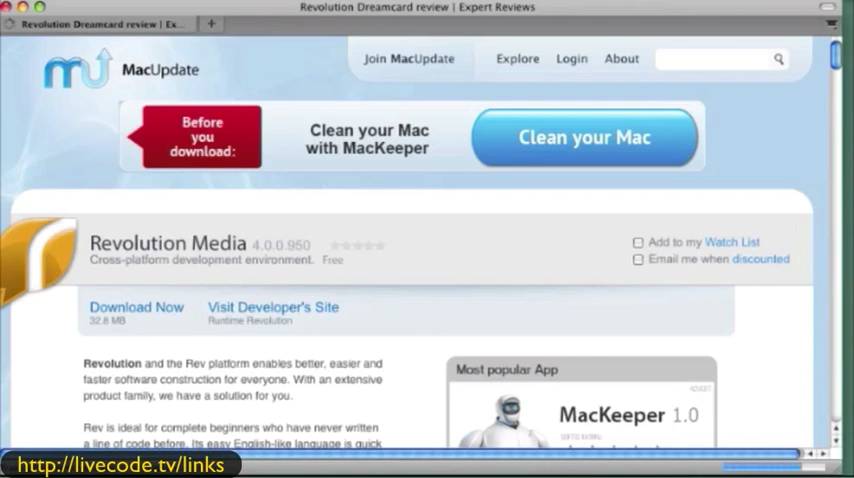 Revolution Dreamcard review | Expert Reviews
Revolution Dreamcard review | Ex...
MacUpdate
Join MacUpdate
Explore
Login
About
Before
you
download:
Clean your Mac
with MacKeeper
Clean your Mac
Revolution Media 4.0.0.950
Cross-platform development environment. Free
Add to my Watch List
Email me when discounted
Download Now
32.8 MB
Visit Developer's Site
Runtime Revolution
Revolution and the Rev platform enables better, easier and
faster software construction for everyone. With an extensive
product family, we have a solution for you.
Rev is ideal for complete beginners who have never written
a line of code before. Its easy English-like language is quick
Most popular App
MacKeeper 1.0
http://livecode.tv/links